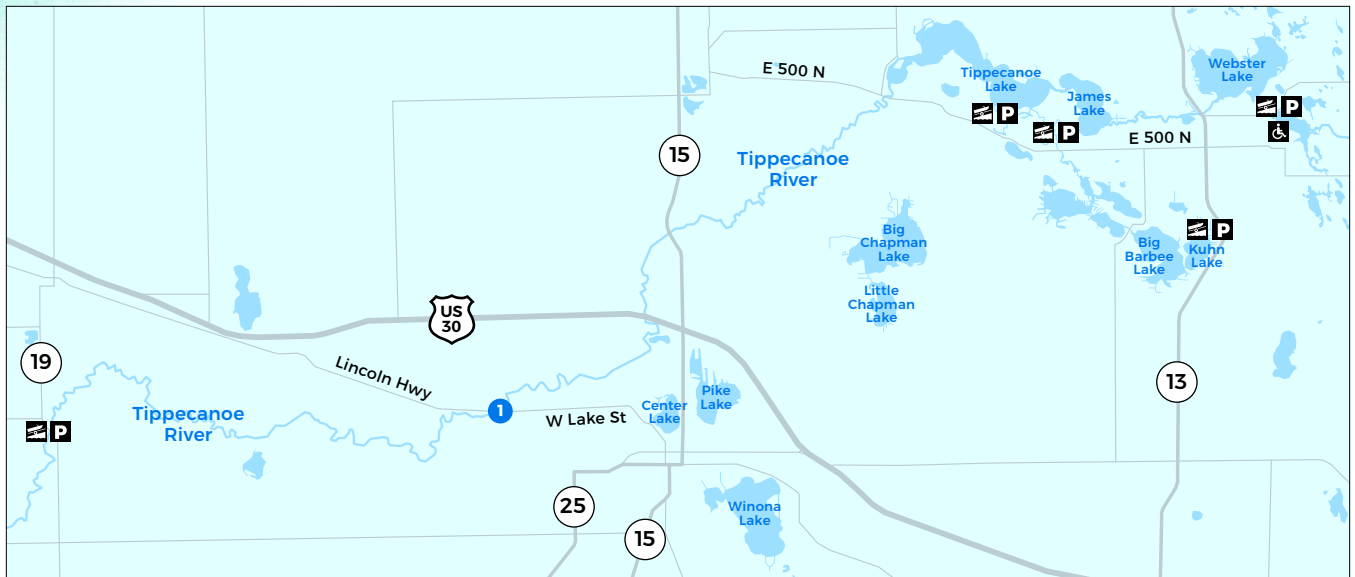 E 500 N
Tippecanoe
Lake
James
Lake
Webster
Lake
P
P
P
E 500 N
15
Tippecanoe
River
Big
Chapman
Lake
Big
Barbee
Lake
P
Kuhn
Lake
Little
Chapman
Lake
US
30
19
Lincoln Hwy
13
Tippecanoe
River
1
W Lake St
Center
Lake
Pike
Lake
P
25
15
Winona
Lake